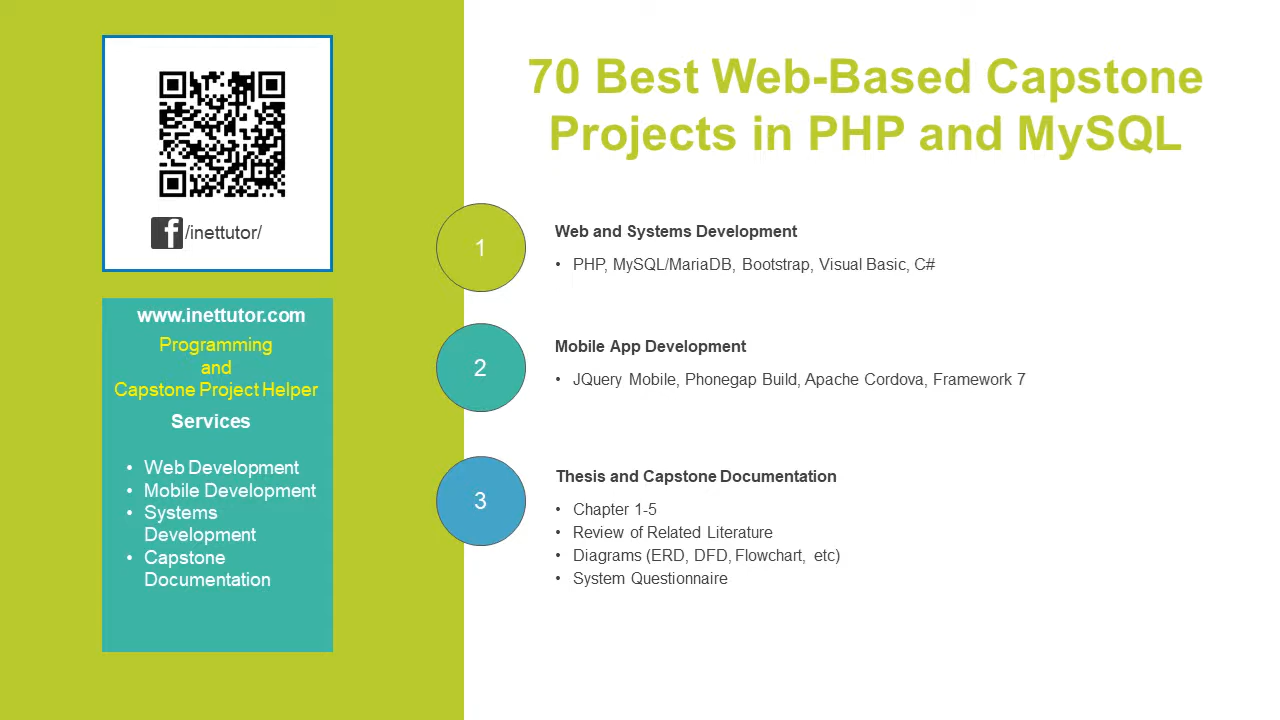 /inettutor/
www.inettutor.com
Programming
and
Capstone Project Helper
Services
• Web Development
• Mobile Development
• Systems
Development
• Capstone
Documentation
70 Best Web-Based Capstone
Projects in PHP and MySQL
1
Web and Systems Development
• PHP, MySQL/MariaDB, Bootstrap, Visual Basic, C#
2
Mobile App Development
• JQuery Mobile, Phonegap Build, Apache Cordova, Framework 7
3
Thesis and Capstone Documentation
• Chapter 1-5
• Review of Related Literature
• Diagrams (ERD, DFD, Flowchart, etc)
• System Questionnaire